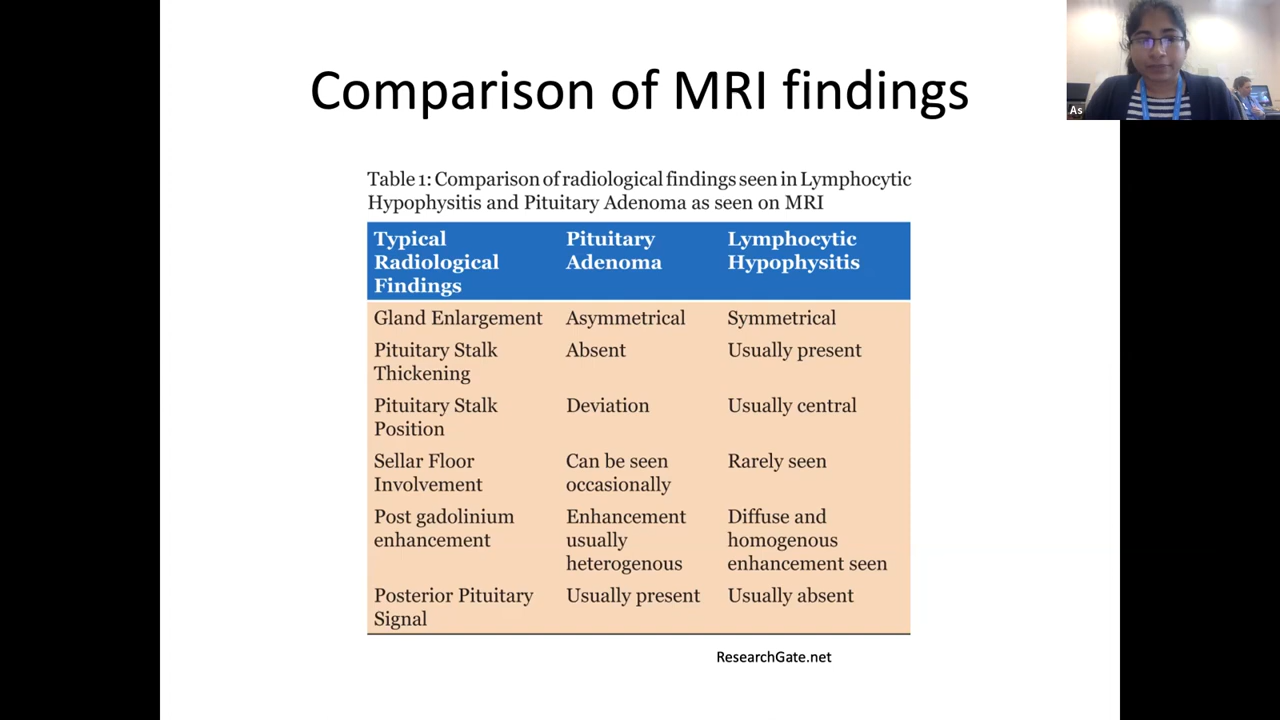 Comparison of MRI findings
As
Table 1: Comparison of radiological findings seen in Lymphocytic
Hypophysitis and Pituitary Adenoma as seen on MRI
Typical Radiological Findings
Pituitary Adenoma
Lymphocytic Hypophysitis
Gland Enlargement
Asymmetrical
Symmetrical
Pituitary Stalk Thickening
Absent
Usually present
Pituitary Stalk Position
Deviation
Usually central
Sellar Floor Involvement
Can be seen occasionally
Rarely seen
Post gadolinium enhancement
Enhancement usually heterogenous
Diffuse and homogenous enhancement seen
Posterior Pituitary Signal
Usually present
Usually absent
ResearchGate.net